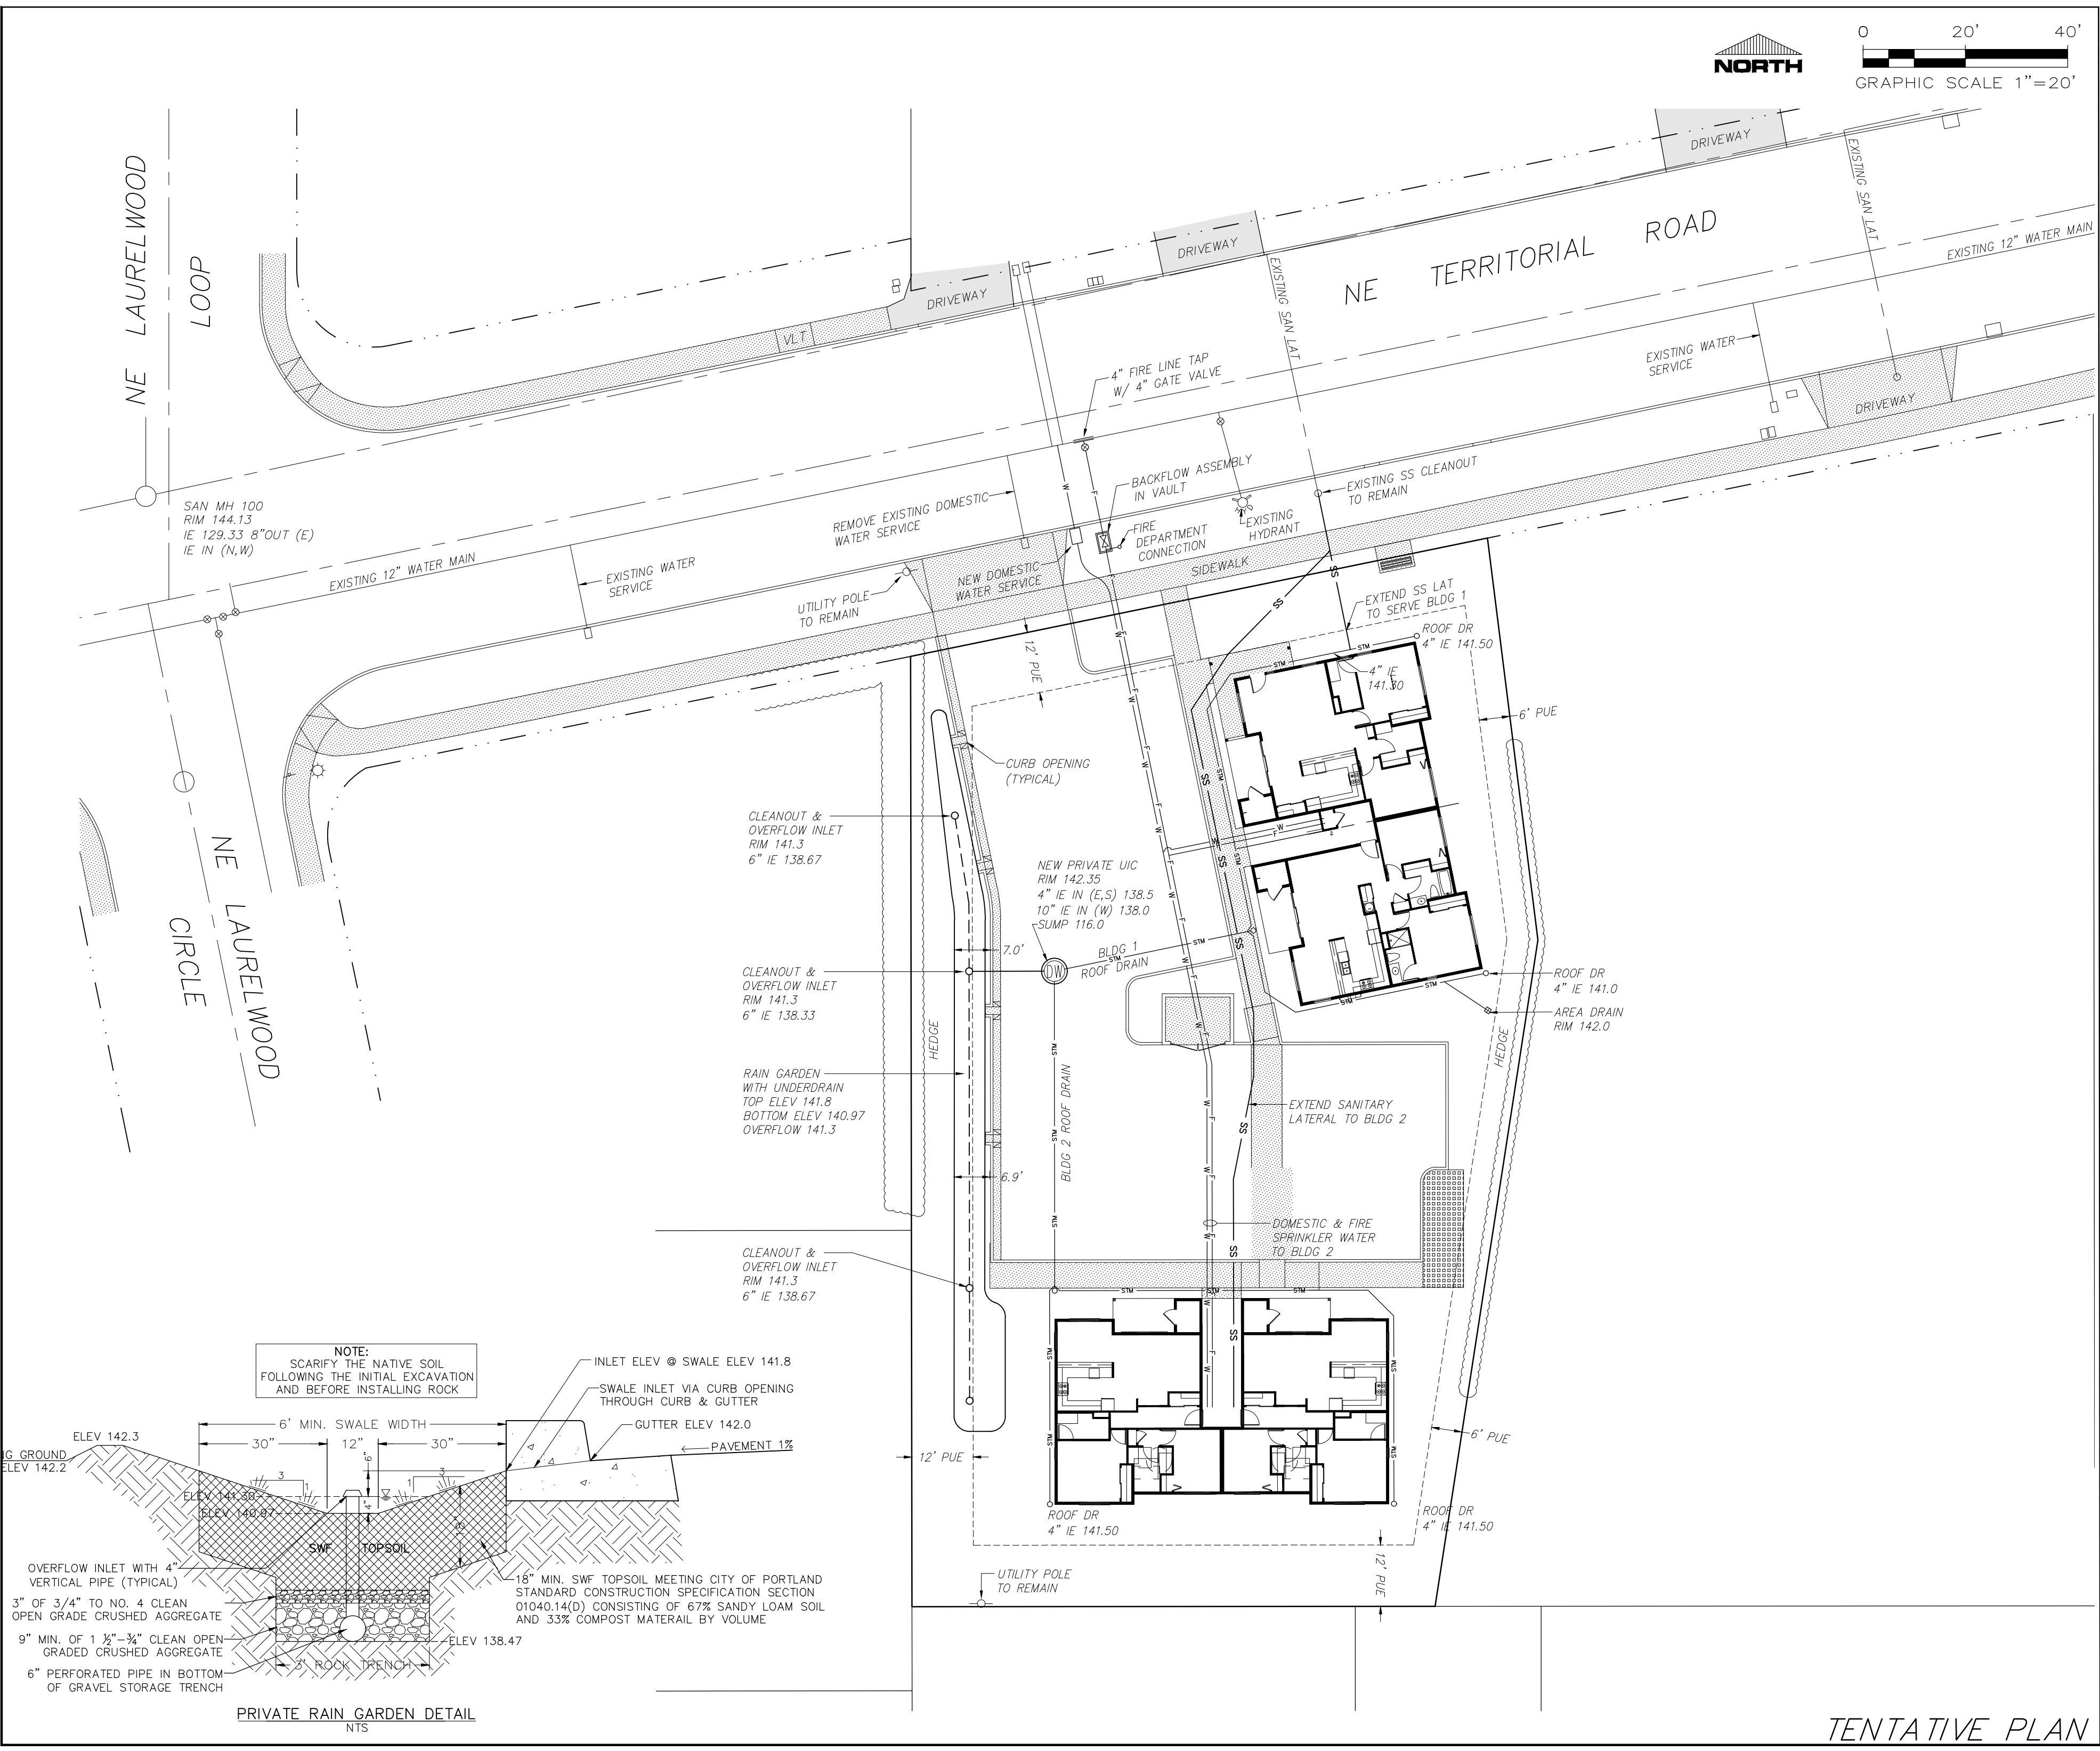 0 20' 40'
NORTH
GRAPHIC SCALE 1"=20'
NE LAURELWOOD
LOOP
DRIVEWAY
EXISTING SAN LAT
NE TERRITORIAL ROAD
EXISTING 12" WATER MAIN
DRIVEWAY
EXISTING SAN LAT
DRIVEWAY
VLT
4" FIRE LINE TAP
W/ 4" GATE VALVE
EXISTING WATER
SERVICE
DRIVEWAY
SAN MH 100
RIM 144.13
IE 129.33 8"OUT (E)
IE IN (N,W)
REMOVE EXISTING DOMESTIC
WATER SERVICE
BACKFLOW ASSEMBLY
IN VAULT
EXISTING SS CLEANOUT
TO REMAIN
FIRE
DEPARTMENT
CONNECTION
EXISTING
HYDRANT
EXISTING 12" WATER MAIN
EXISTING WATER
SERVICE
UTILITY POLE
TO REMAIN
NEW DOMESTIC
WATER SERVICE
SIDEWALK
EXTEND SS LAT
TO SERVE BLDG 1
ROOF DR
4" IE 141.50
4" IE
141.30
12' PUE
6' PUE
CURB OPENING
(TYPICAL)
CLEANOUT &
OVERFLOW INLET
RIM 141.3
6" IE 138.67
NEW PRIVATE UIC
RIM 142.35
4" IE IN (E,S) 138.5
10" IE IN (W) 138.0
SUMP 116.0
NE LAURELWOOD
CIRCLE
7.0'
DW
BLDG 1
ROOF DRAIN
CLEANOUT &
OVERFLOW INLET
RIM 141.3
6" IE 138.33
ROOF DR
4" IE 141.0
AREA DRAIN
RIM 142.0
HEDGE
HEDGE
RAIN GARDEN
WITH UNDERDRAIN
TOP ELEV 141.8
BOTTOM ELEV 140.97
OVERFLOW 141.3
BLDG 2 ROOF DRAIN
EXTEND SANITARY
LATERAL TO BLDG 2
6.9'
DOMESTIC & FIRE
SPRINKLER WATER
TO BLDG 2
CLEANOUT &
OVERFLOW INLET
RIM 141.3
6" IE 138.67
12' PUE
6' PUE
ROOF DR
4" IE 141.50
ROOF DR
4" IE 141.50
12' PUE
UTILITY POLE
TO REMAIN
NOTE:
SCARIFY THE NATIVE SOIL
FOLLOWING THE INITIAL EXCAVATION
AND BEFORE INSTALLING ROCK
INLET ELEV @ SWALE ELEV 141.8
SWALE INLET VIA CURB OPENING
THROUGH CURB & GUTTER
GUTTER ELEV 142.0
PAVEMENT 1%
6' MIN. SWALE WIDTH
30" 12" 30"
ELEV 142.3
NG GROUND
ELEV 142.2
6"
3 1
3 1
ELEV 141.30
ELEV 140.97
4"
18"
SWF TOPSOIL
OVERFLOW INLET WITH 4"
VERTICAL PIPE (TYPICAL)
3" OF 3/4" TO NO. 4 CLEAN
OPEN GRADE CRUSHED AGGREGATE
9" MIN. OF 1 ½"-¾" CLEAN OPEN
GRADED CRUSHED AGGREGATE
6" PERFORATED PIPE IN BOTTOM
OF GRAVEL STORAGE TRENCH
18" MIN. SWF TOPSOIL MEETING CITY OF PORTLAND
STANDARD CONSTRUCTION SPECIFICATION SECTION
01040.14(D) CONSISTING OF 67% SANDY LOAM SOIL
AND 33% COMPOST MATERAIL BY VOLUME
ELEV 138.47
3' ROCK TRENCH
PRIVATE RAIN GARDEN DETAIL
NTS
TENTATIVE PLAN